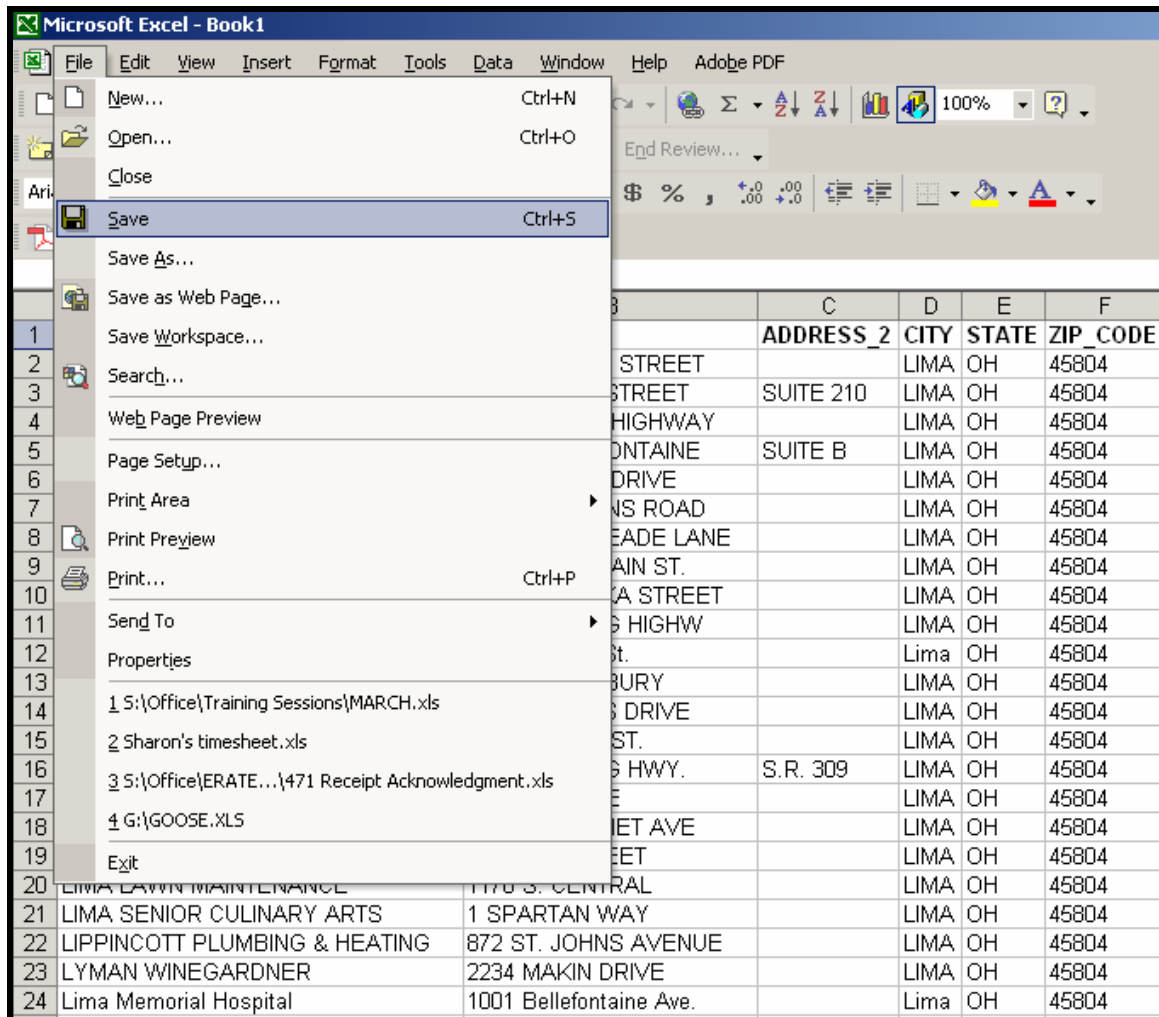 Microsoft Excel - Book1
File Edit View Insert Format Tools Data Window Help Adobe PDF
New... Ctrl+N
100%
Open... Ctrl+O
End Review...
Close
Ari
$ % ,
Save Ctrl+S
Save As...
Save as Web Page...
C D E F
Save Workspace...
1 ADDRESS_2 CITY STATE ZIP_CODE
2 STREET LIMA OH 45804
Search...
3 STREET SUITE 210 LIMA OH 45804
Web Page Preview
4 HIGHWAY LIMA OH 45804
5 ONTAINE SUITE B LIMA OH 45804
Page Setup...
6 DRIVE LIMA OH 45804
Print Area
7 NS ROAD LIMA OH 45804
Print Preview
8 EADE LANE LIMA OH 45804
9 AIN ST. LIMA OH 45804
Print... Ctrl+P
10 KA STREET LIMA OH 45804
Send To
11 G HIGHW LIMA OH 45804
12 St. Lima OH 45804
Properties
13 BURY LIMA OH 45804
1 S:\Office\Training Sessions\MARCH.xls
14 S DRIVE LIMA OH 45804
2 Sharon's timesheet.xls
15 ST. LIMA OH 45804
16 G HWY. S.R. 309 LIMA OH 45804
3 S:\Office\ERATE...\471 Receipt Acknowledgment.xls
17 E LIMA OH 45804
4 G:\GOOSE.XLS
18 IET AVE LIMA OH 45804
19 EET LIMA OH 45804
Exit
20 LIMA LAWN MAINTENANCE 1170 S. CENTRAL LIMA OH 45804
21 LIMA SENIOR CULINARY ARTS 1 SPARTAN WAY LIMA OH 45804
22 LIPPINCOTT PLUMBING & HEATING 872 ST. JOHNS AVENUE LIMA OH 45804
23 LYMAN WINEGARDNER 2234 MAKIN DRIVE LIMA OH 45804
24 Lima Memorial Hospital 1001 Bellefontaine Ave. Lima OH 45804